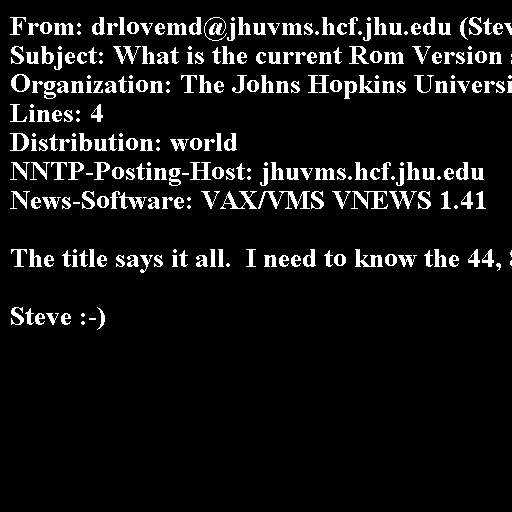 From: drlovemd@jhuvms.hcf.jhu.edu (Stev
Subject: What is the current Rom Version
Organization: The Johns Hopkins Universi
Lines: 4
Distribution: world
NNTP-Posting-Host: jhuvms.hcf.jhu.edu
News-Software: VAX/VMS VNEWS 1.41
The title says it all.  I need to know the 44,
Steve :-)